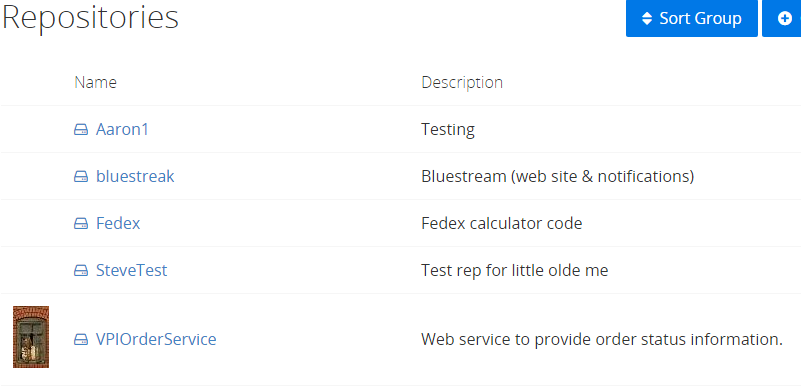 Repositories
Sort Group
Name Description
Aaron1 Testing
bluestreak Bluestream (web site & notifications)
Fedex Fedex calculator code
SteveTest Test rep for little olde me
VPIOrderService Web service to provide order status information.